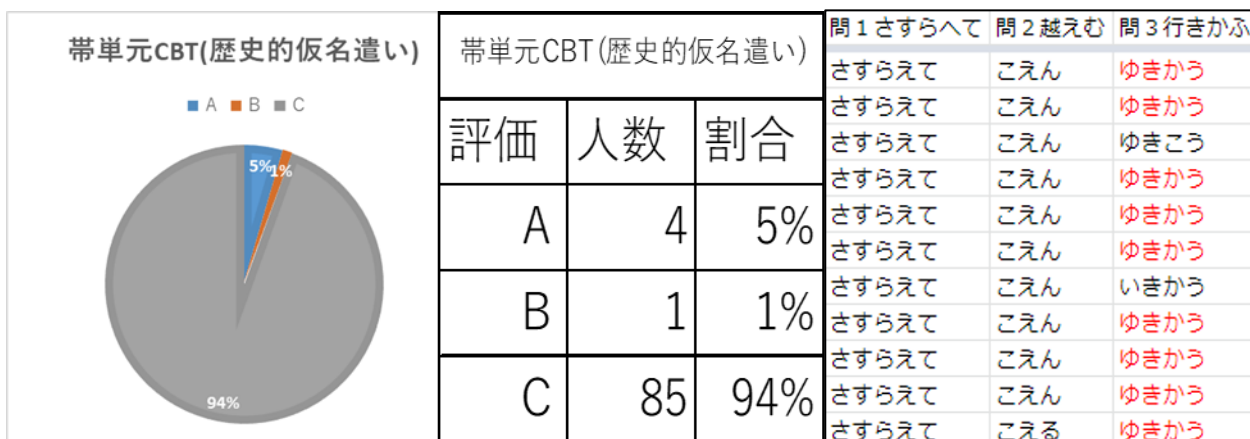 帯単元CBT(歴史的仮名遣い)
A B C
5%
1%
94%
帯単元CBT(歴史的仮名遣い)
評価 人数 割合
A 4 5%
B 1 1%
C 85 94%
問1さすらへて 問2越えむ 問3行きかふ
さすらえて こえん ゆきかう
さすらえて こえん ゆきかう
さすらえて こえん ゆきこう
さすらえて こえん ゆきかう
さすらえて こえん ゆきかう
さすらえて こえん ゆきかう
さすらえて こえん いきかう
さすらえて こえん ゆきかう
さすらえて こえん ゆきかう
さすらえて こえん ゆきかう
さすらえて こえる ゆきかう